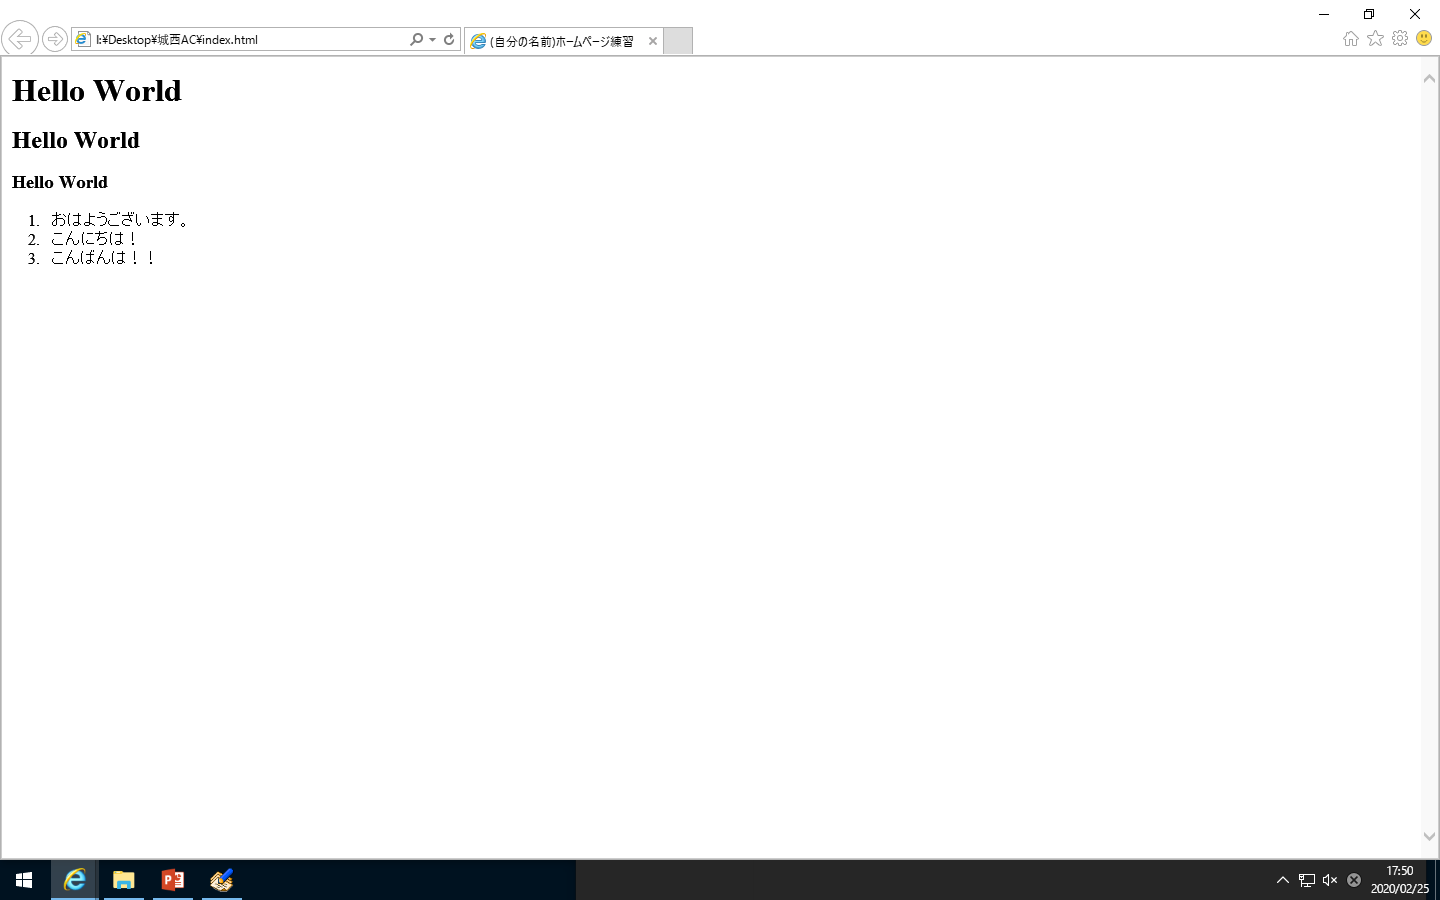 I:¥Desktop¥城西AC¥index.html
(自分の名前)ホームページ練習
Hello World
Hello World
Hello World
1. おはようございます。
2. こんにちは！
3. こんばんは！！
17:50
2020/02/25